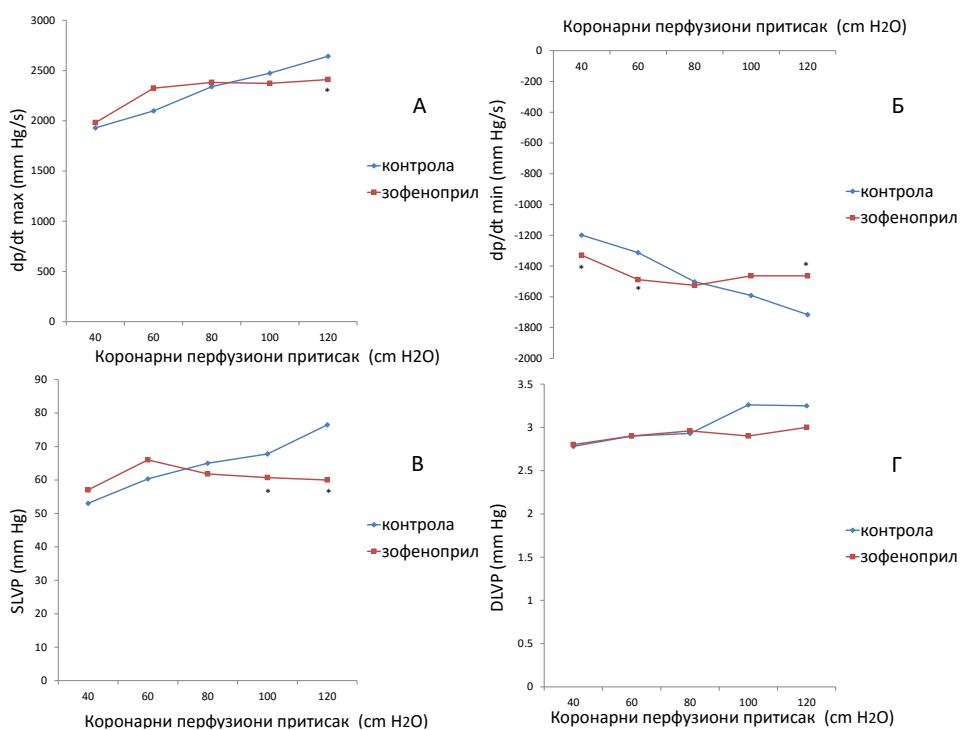 3000
2500
2000
1500
1000
500
0
dp/dt max (mm Hg/s)
*
А
контрола
зофеноприл
40 60 80 100 120
Коронарни перфузиони притисак (cm H2O)
Коронарни перфузиони притисак (cm H2O)
0
-200
-400
-600
-800
-1000
-1200
-1400
-1600
-1800
-2000
40 60 80 100 120
dp/dt min (mm Hg/s)
Б
контрола
зофеноприл
* * *
90
80
70
60
50
40
30
20
10
0
SLVP (mm Hg)
В
* *
контрола
зофеноприл
40 60 80 100 120
Коронарни перфузиони притисак (cm H2O)
3.5
3
2.5
2
1.5
1
0.5
0
DLVP (mm Hg)
Г
контрола
зофеноприл
40 60 80 100 120
Коронарни перфузиони притисак (cm H2O)